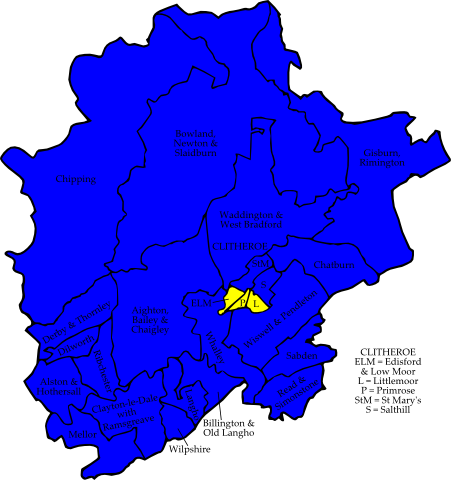 Bowland,
Newton &
Slaidburn
Gisburn,
Rimington
Chipping
Waddington &
West Bradford
CLITHEROE
StM
Chatburn
S
ELM
P
L
Derby & Thornley
Dilworth
Aighton
Bailey &
Chaigley
Whalley
Wiswell & Pendleton
Sabden
Ribchester
Alston &
Hothersall
Clayton-le-Dale
with
Ramsgreave
Langho
Read &
Simonstone
Mellor
Billington &
Old Langho
Wilpshire
CLITHEROE
ELM = Edisford
& Low Moor
L = Littlemoor
P = Primrose
StM = St Mary's
S = Salthill